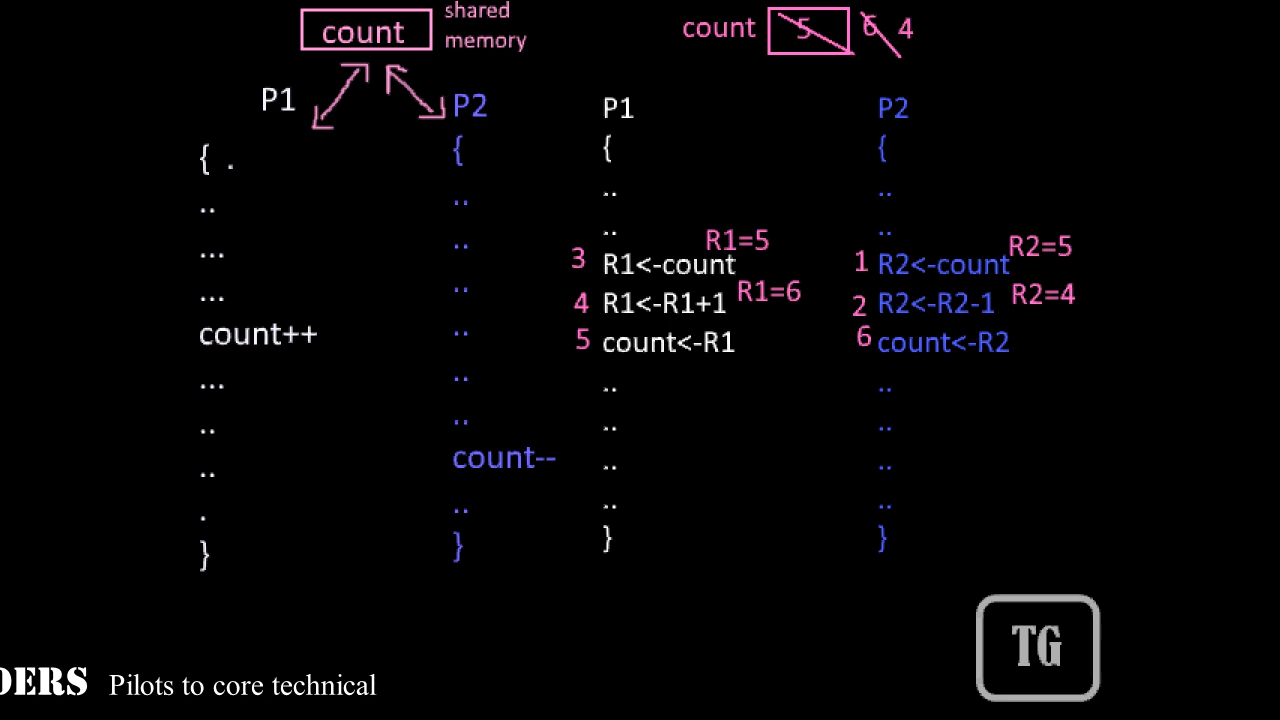 count
shared
memory
count 5 6 4
P1
P2
{ .
..
...
...
count++
...
..
..
.
}
{
..
..
..
..
..
..
count--
..
}
P1
{
..
..
3 R1<-count R1=5
4 R1<-R1+1 R1=6
5 count<-R1
..
..
..
..
}
P2
{
..
..
1 R2<-count R2=5
2 R2<-R2-1 R2=4
6 count<-R2
..
..
..
..
}
TG
DERS Pilots to core technical